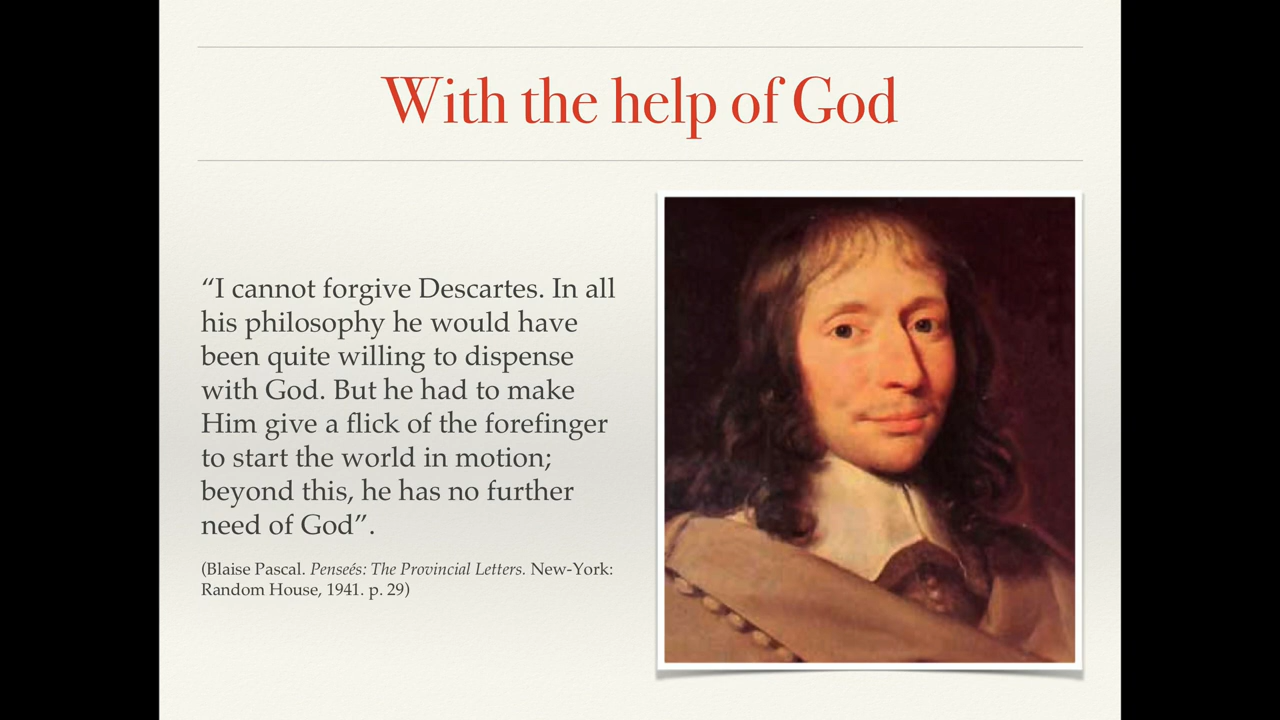 With the help of God
“I cannot forgive Descartes. In all
his philosophy he would have
been quite willing to dispense
with God. But he had to make
Him give a flick of the forefinger
to start the world in motion;
beyond this, he has no further
need of God”.
(Blaise Pascal. Penseés: The Provincial Letters. New-York:
Random House, 1941. p. 29)